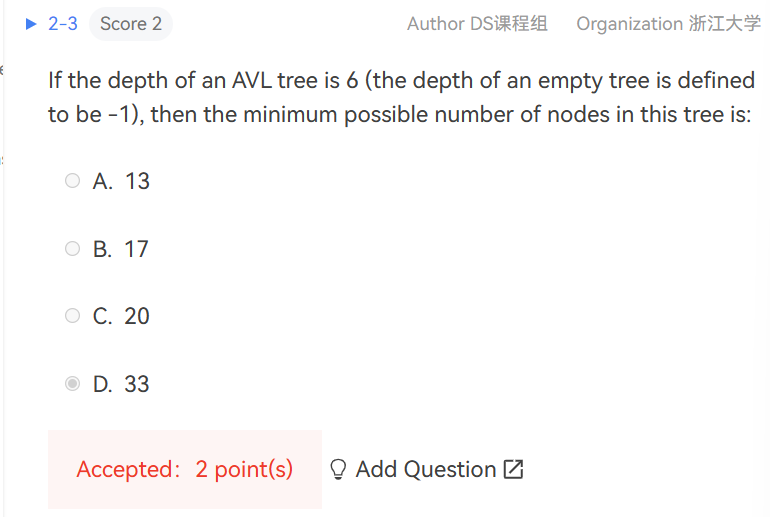 2-3 Score 2 Author DS课程组 Organization 浙江大学
If the depth of an AVL tree is 6 (the depth of an empty tree is defined
to be -1), then the minimum possible number of nodes in this tree is:
A. 13
B. 17
C. 20
D. 33
Accepted: 2 point(s) Add Question